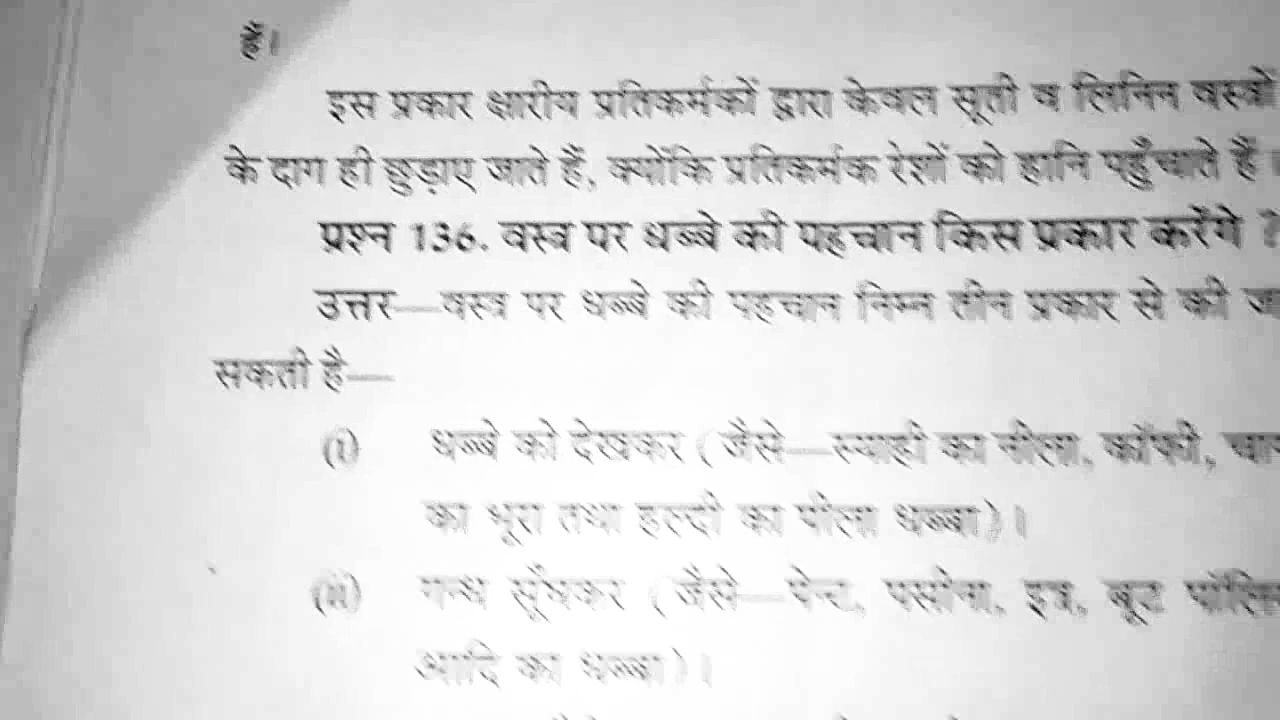 हैं।
इस प्रकार क्षारीय प्रतिकर्मकों द्वारा केवल सूती व लिनिन वस्त्रों
के दाग ही छुड़ाए जाते हैं, क्योंकि प्रतिकर्मक रेशों को हानि पहुँचाते हैं।
प्रश्न 136. वस्त्र पर धब्बे की पहचान किस प्रकार करेंगे ?
उत्तर—वस्त्र पर धब्बे की पहचान निम्न तीन प्रकार से की
सकती है—
(i) धब्बे को देखकर (जैसे—स्याही का नीला, कॉफी,
का भूरा तथा हल्दी का पीला धब्बा)।
(ii) गन्ध सूँघकर (जैसे—पेन्ट, पसीना, इत्र, बूट
आदि का धब्बा)।